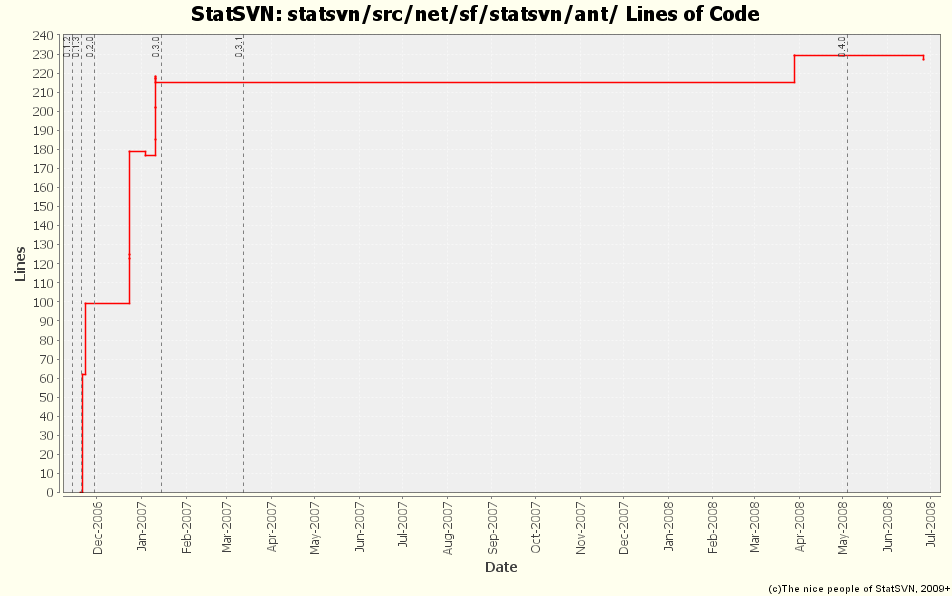 StatSVN: statsvn/src/net/sf/statsvn/ant/ Lines of Code
240
230
220
210
200
190
180
170
160
150
140
130
120
110
100
90
80
70
60
50
40
30
20
10
0
Lines
0.1.2
0.1.3
0.2.0
0.3.0
0.3.1
0.4.0
Dec-2006
Jan-2007
Feb-2007
Mar-2007
Apr-2007
May-2007
Jun-2007
Jul-2007
Aug-2007
Sep-2007
Oct-2007
Nov-2007
Dec-2007
Jan-2008
Feb-2008
Mar-2008
Apr-2008
May-2008
Jun-2008
Jul-2008
Date
(c)The nice people of StatSVN, 2009+